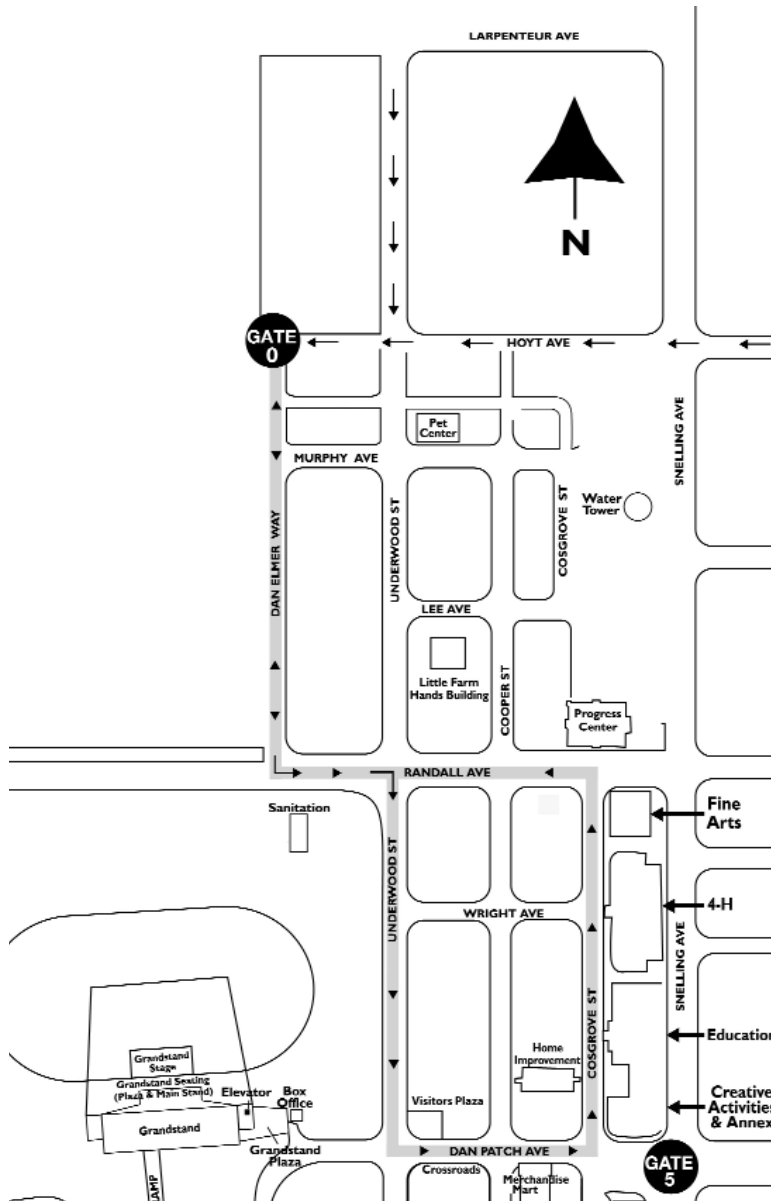 LARPENTEUR AVE
N
GATE
0
HOYT AVE
SNELLING AVE
Pet
Center
MURPHY AVE
DAN ELMER WAY
UNDERWOOD ST
COSGROVE ST
Water
Tower
LEE AVE
Little Farm
Hands Building
COOPER ST
Progress
Center
RANDALL AVE
Sanitation
Fine
Arts
UNDERWOOD ST
WRIGHT AVE
4-H
SNELLING AVE
COSGROVE ST
Education
Home
Improvement
Grandstand
Stage
Grandstand Seating
(Plaza & Main Stand)
Elevator
Box
Office
Visitors Plaza
Creative
Activities
& Annex
Grandstand
Grandstand
Plaza
DAN PATCH AVE
GATE
5
Crossroads
Merchandise
Mart
AMP